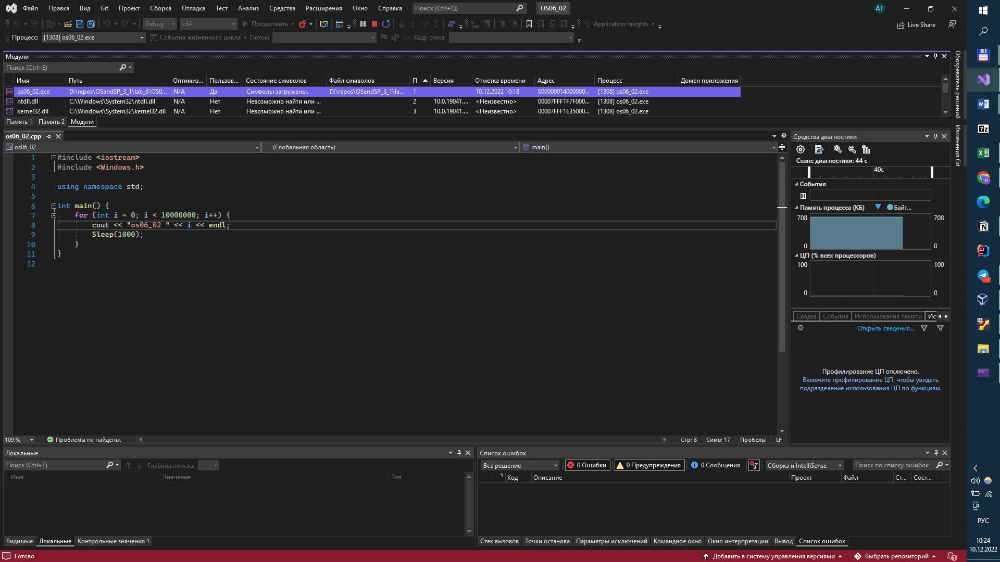 Файл Правка Вид Git Проект Сборка Отладка Тест Анализ Средства Расширения Окно Справка Поиск (Ctrl+Q) OS06_02 АГ
Debug x64 Продолжить Application Insights Live Share
Процесс: [1308] os06_02.exe События жизненного цикла Поток: Кадр стека:
Модули
Поиск (Ctrl+E)
Имя Путь Оптимиз... Пользов... Состояние символов Файл символов П Версия Отметка времени Адрес Процесс Домен приложения
os06_02.exe D:\repos\OSandSP_3_1\lab_6\OS0... N/A Да Символы загружены. D:\repos\OSandSP_3_1\la... 1 10.12.2022 10:18 000000014000000... [1308] os06_02.exe
ntdll.dll C:\Windows\System32\ntdll.dll N/A Нет Невозможно найти или ... 2 10.0.19041.... <Неизвестно> 00007FFF1F7F000... [1308] os06_02.exe
kernel32.dll C:\Windows\System32\kernel32.dll N/A Нет Невозможно найти или ... 3 10.0.19041.... <Неизвестно> 00007FFF1E35000... [1308] os06_02.exe
Память 1 Память 2 Модули
Обозреватель решений
Изменения Git
os06_02.cpp
os06_02 (Глобальная область) main()
1 #include <iostream>
2 #include <Windows.h>
3
4 using namespace std;
5
6 int main() {
7 for (int i = 0; i < 10000000; i++) {
8 cout << "os06_02 " << i << endl;
9 Sleep(1000);
10 }
11 }
12
109 % Проблемы не найдены. Стр: 8 Симв: 17 Пробелы LF
Средства диагностики
Сеанс диагностики: 44 с
40с
События
Память процесса (КБ) Байт...
708 708
0 0
ЦП (% всех процессоров)
100 100
0 0
Сводка События Использование памяти Ис
Открыть сведения...
Профилирование ЦП отключено.
Включите профилирование ЦП, чтобы увидеть
подразделение использования ЦП по функциям.
Локальные
Поиск (Ctrl+E) Глубина поиска:
Имя Значение Тип
Видимые Локальные Контрольные значения 1
Список ошибок
Все решение 0 Ошибки 0 Предупреждения 0 Сообщения Сборка и IntelliSense Поиск по списку ошибок
Код Описание Проект Файл Ст... Сост...
Стек вызовов Точки останова Параметры исключений Командное окно Окно интерпретации Вывод Список ошибок
Готово Добавить в систему управления версиями Выбрать репозиторий 1
W
7z
X
R
N
IJ
..11
64
РУС
10:24
10.12.2022